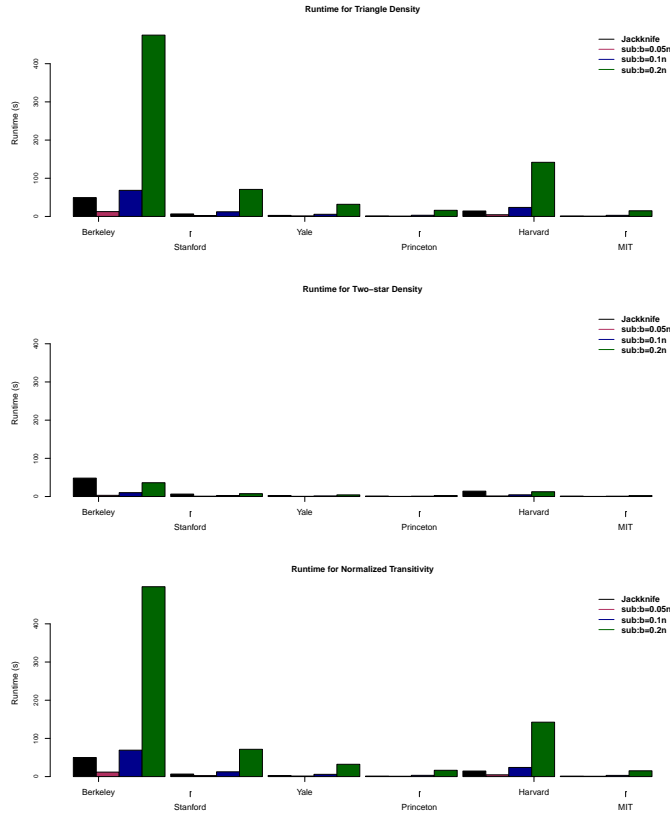 Runtime for Triangle Density
Jackknife
sub:b=0.05n
sub:b=0.1n
sub:b=0.2n
Runtime (s)
400
300
200
100
0
Berkeley
Stanford
Yale
Princeton
Harvard
MIT
Runtime for Two−star Density
Jackknife
sub:b=0.05n
sub:b=0.1n
sub:b=0.2n
Runtime (s)
400
300
200
100
0
Berkeley
Stanford
Yale
Princeton
Harvard
MIT
Runtime for Normalized Transitivity
Jackknife
sub:b=0.05n
sub:b=0.1n
sub:b=0.2n
Runtime (s)
400
300
200
100
0
Berkeley
Stanford
Yale
Princeton
Harvard
MIT